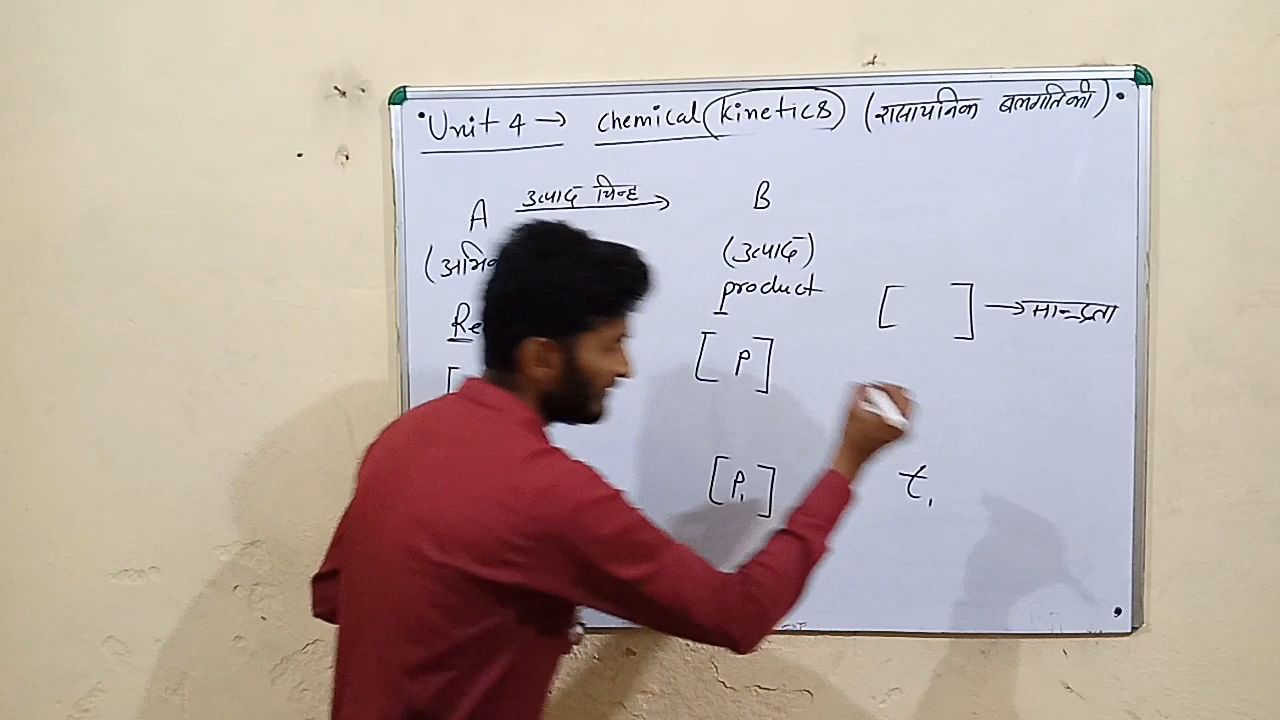 Unit 4 → chemical kinetics (रासायनिक बलगतिकी)
A उत्पाद चिन्ह → B
(उत्पाद)
product
[ ] → सान्द्रता
[P]
[P₁] t₁